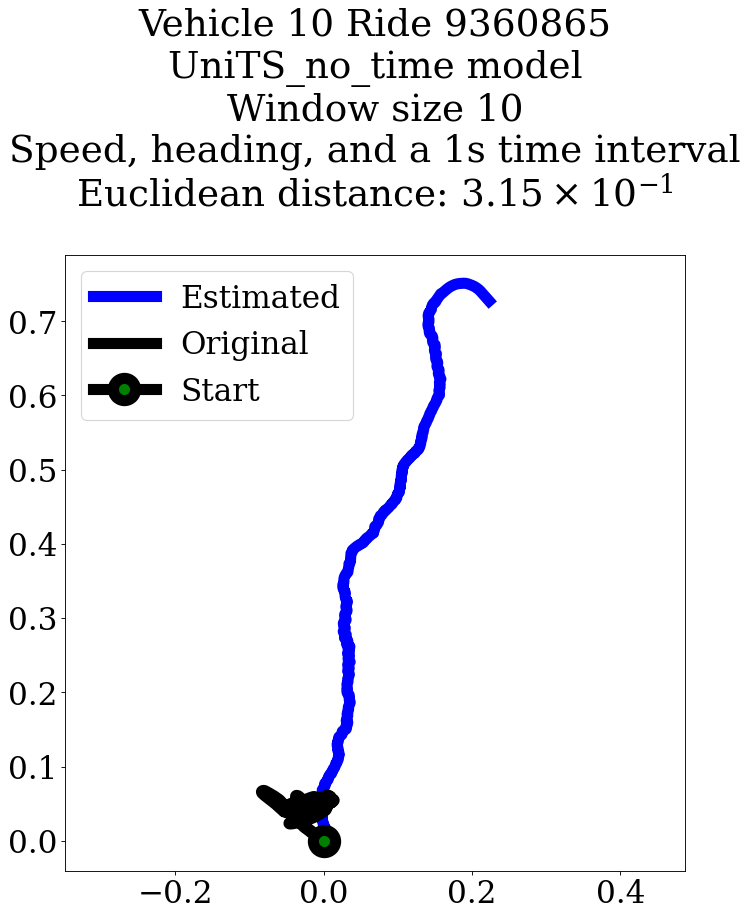 Vehicle 10 Ride 9360865
UniTS_no_time model
Window size 10
Speed, heading, and a 1s time interval
Euclidean distance: 3.15 × 10⁻¹
Estimated
Original
Start
0.7
0.6
0.5
0.4
0.3
0.2
0.1
0.0
−0.2 0.0 0.2 0.4